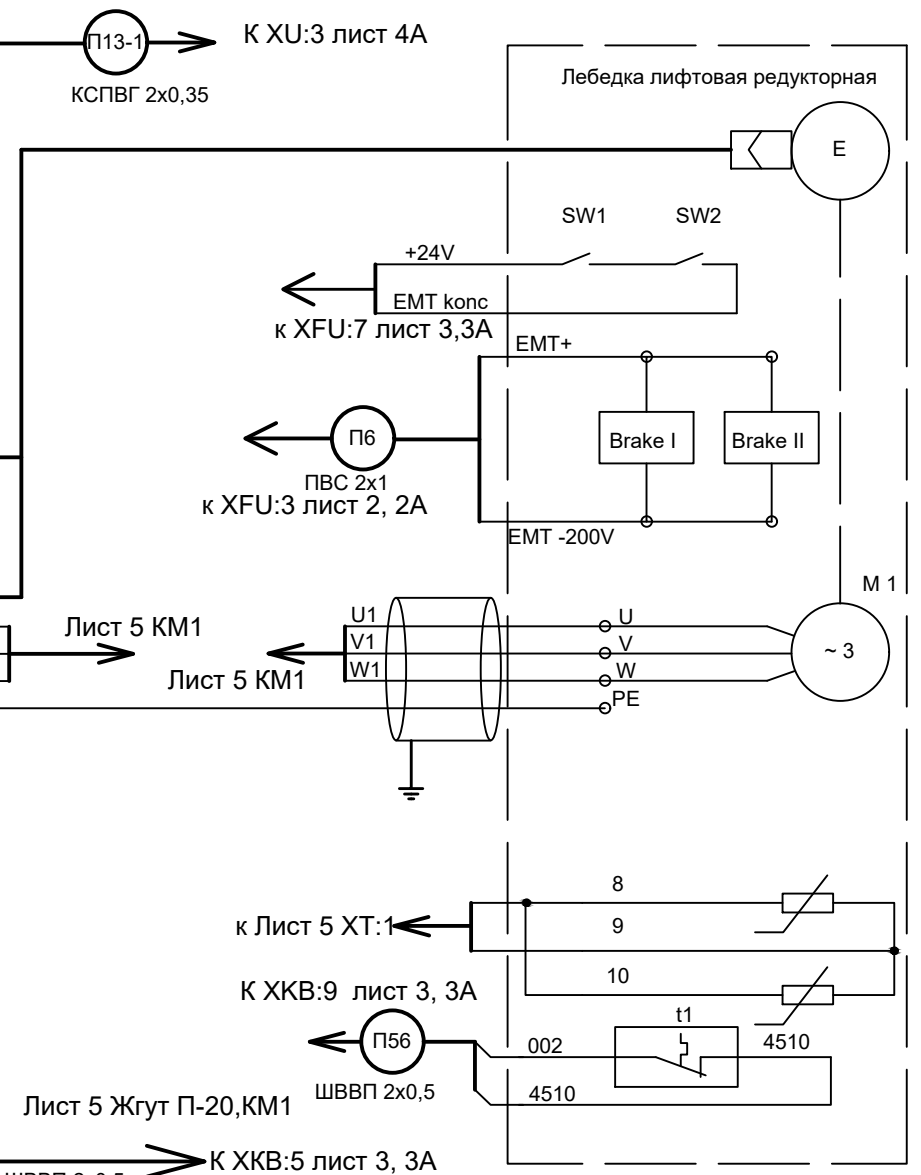 П13-1
К XU:3 лист 4А
КСПВГ 2х0,35
Лебедка лифтовая редукторная
E
SW1 SW2
+24V
EMT konc
к XFU:7 лист 3,3А
EMT+
П6
Brake I Brake II
ПВС 2х1
к XFU:3 лист 2, 2А
EMT -200V
M 1
Лист 5 КМ1
U1 U
V1 V
~ 3
Лист 5 КМ1
W1 W
PE
8
к Лист 5 XT:1
9
10
К ХКВ:9 лист 3, 3А
t1
П56
002
4510
ШВВП 2х0,5
4510
Лист 5 Жгут П-20,КМ1
К ХКВ:5 лист 3, 3А